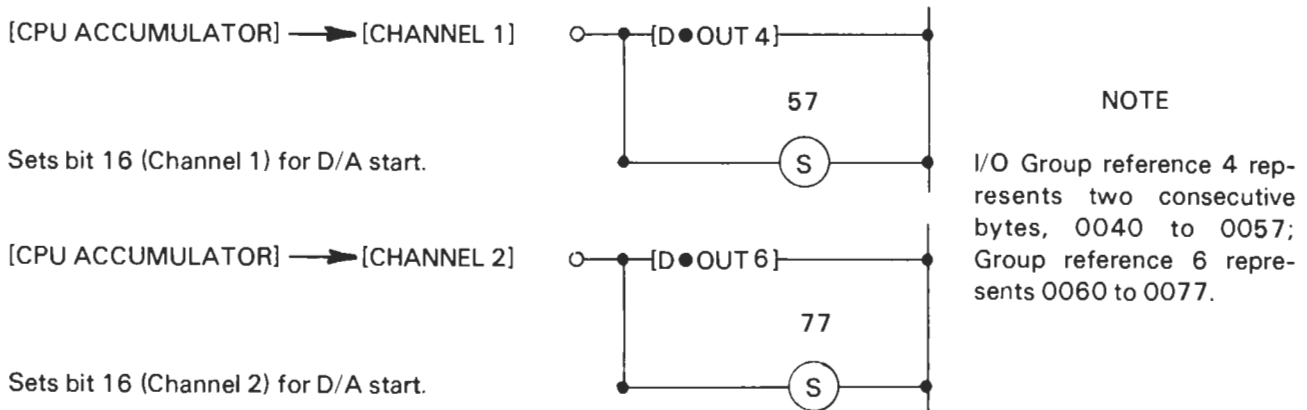 [CPU ACCUMULATOR] → [CHANNEL 1]
[D●OUT 4]
57
Sets bit 16 (Channel 1) for D/A start.
S
[CPU ACCUMULATOR] → [CHANNEL 2]
[D●OUT 6]
77
Sets bit 16 (Channel 2) for D/A start.
S
NOTE
I/O Group reference 4 rep-
resents two consecutive
bytes, 0040 to 0057;
Group reference 6 repre-
sents 0060 to 0077.